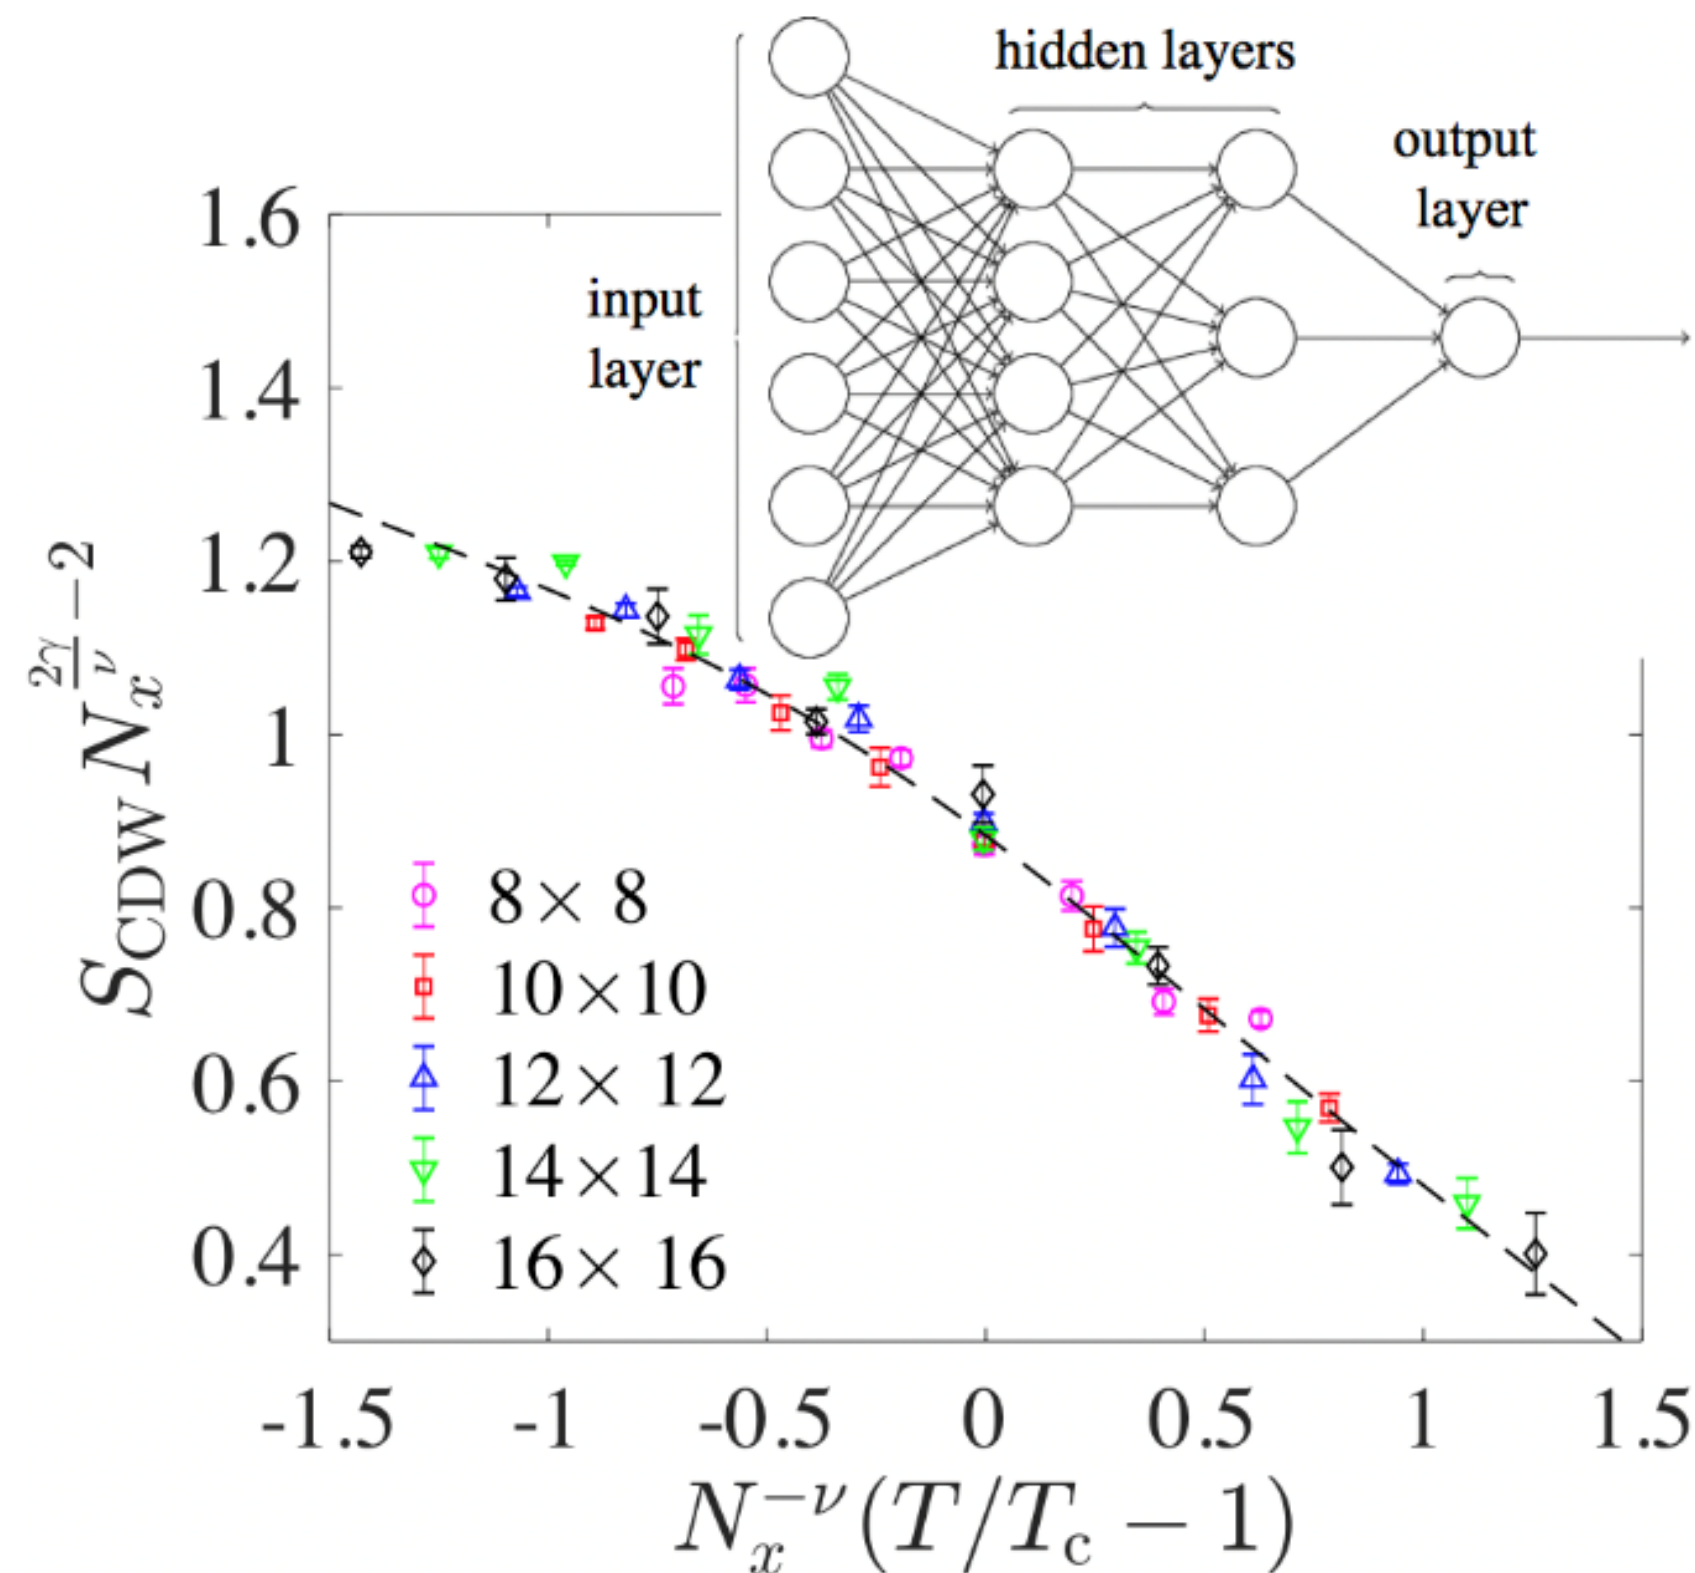 hidden layers
output
layer
input
layer
1.6
1.4
1.2
1
0.8
0.6
0.4
S_CDW N_x^{2γ/ν − 2}
8× 8
10×10
12× 12
14×14
16× 16
-1.5 -1 -0.5 0 0.5 1 1.5
N_x^{−ν}(T/T_c − 1)